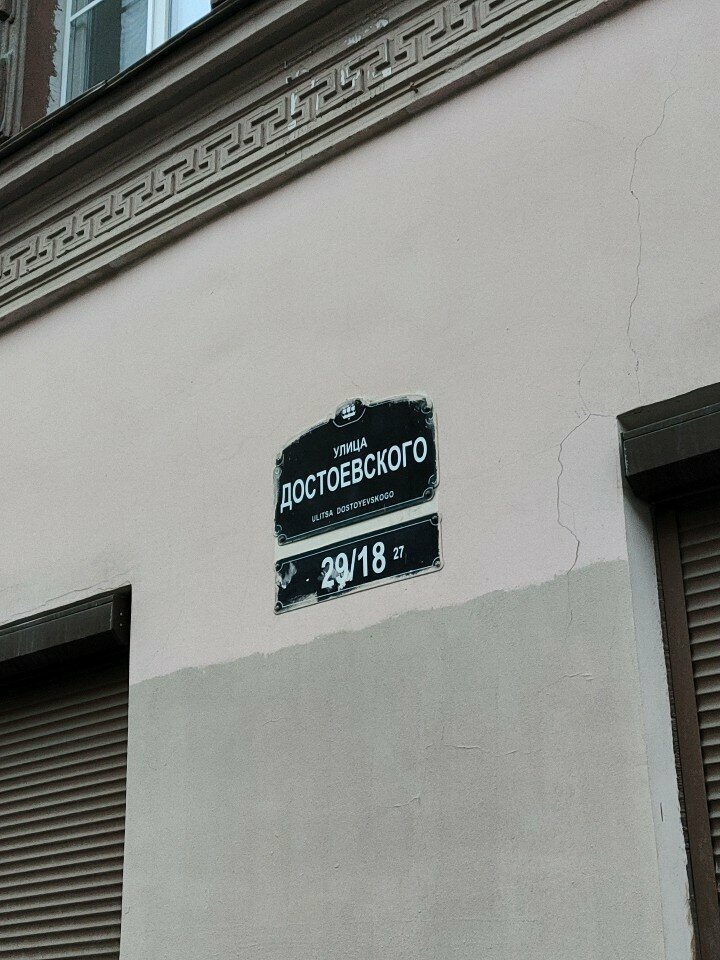 УЛИЦА
ДОСТОЕВСКОГО
ULITSA DOSTOYEVSKOGO
29/18 27